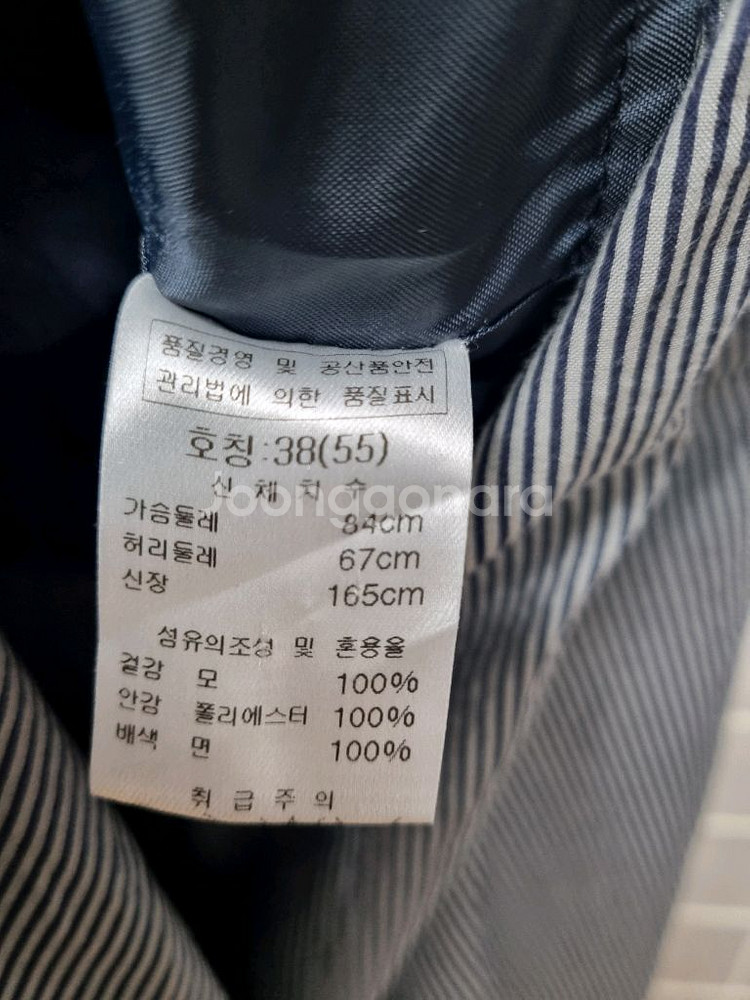 품질경영 및 공산품안전
관리법에 의한 품질표시
호칭:38(55)
신체치수
joonggonara
가슴둘레 84cm
허리둘레 67cm
신장 165cm
섬유의조성 및 혼용율
겉감 모 100%
안감 폴리에스터 100%
배색 면 100%
취급주의